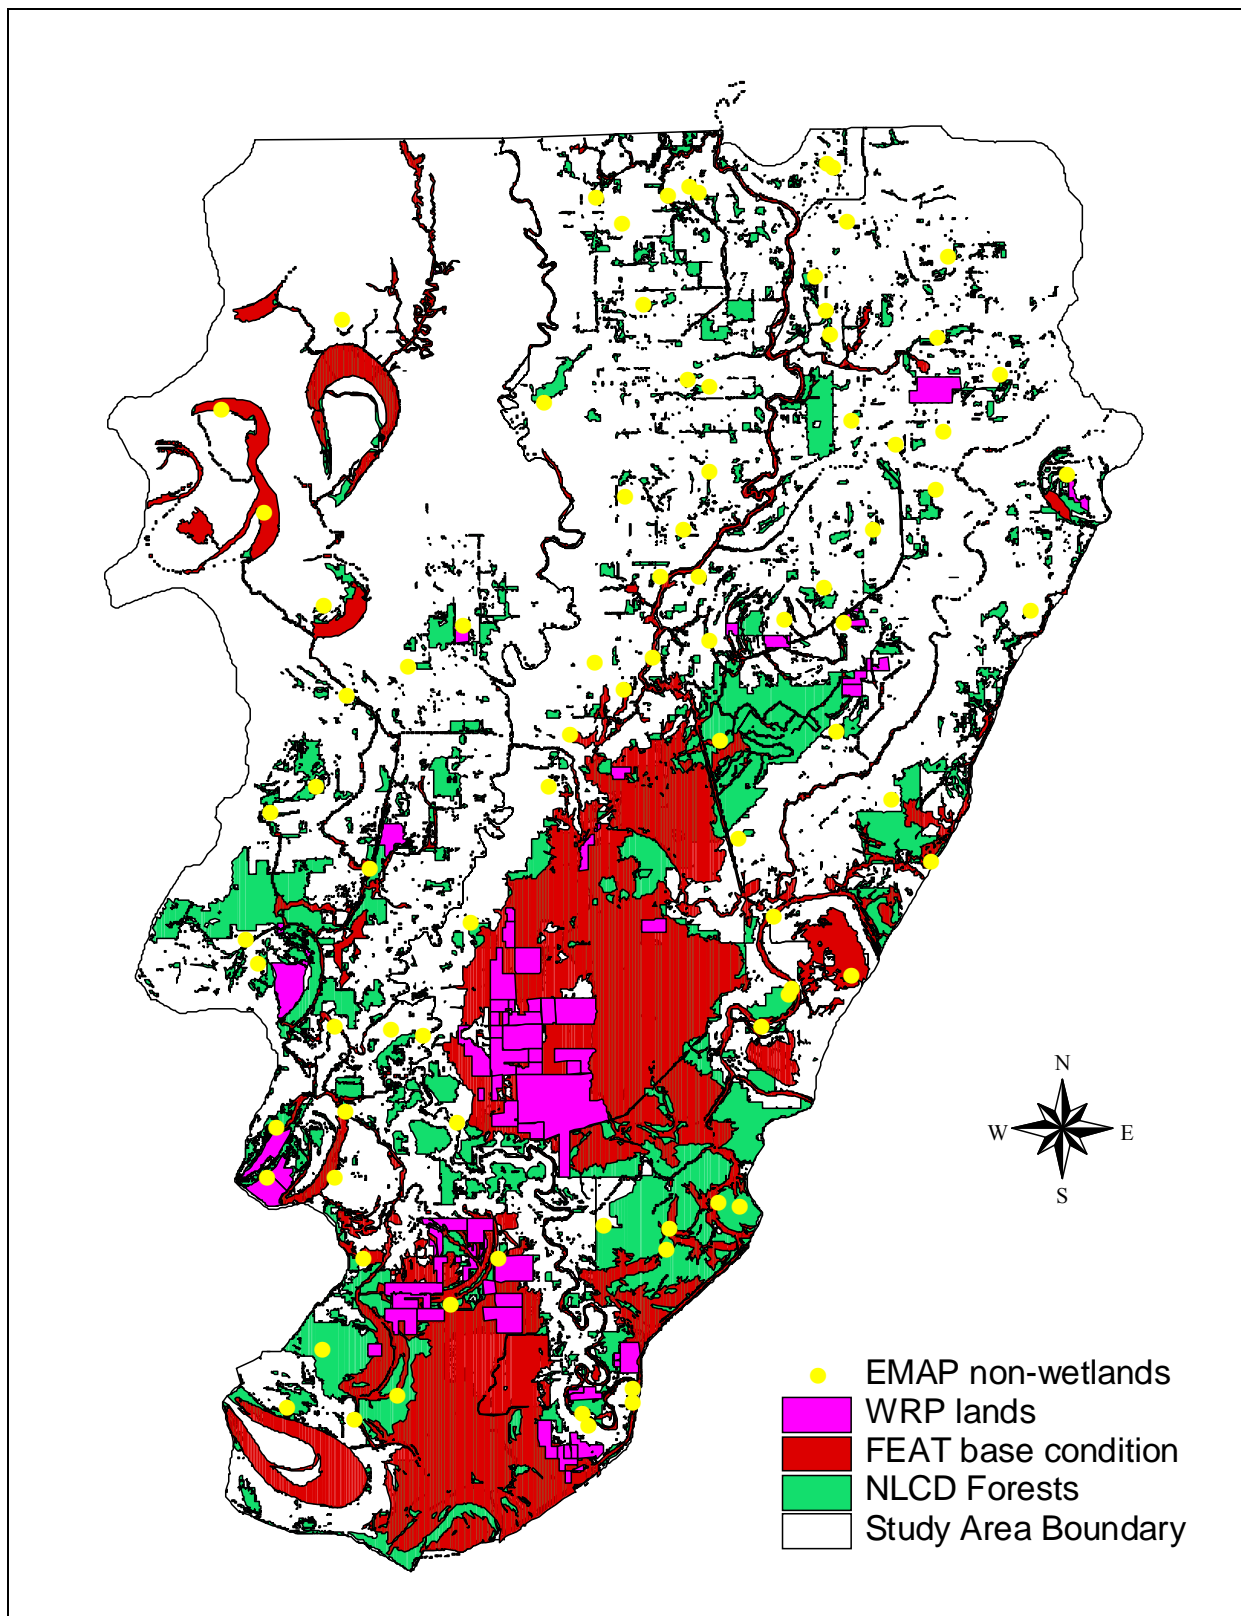 N
W E
S
EMAP non-wetlands
WRP lands
FEAT base condition
NLCD Forests
Study Area Boundary